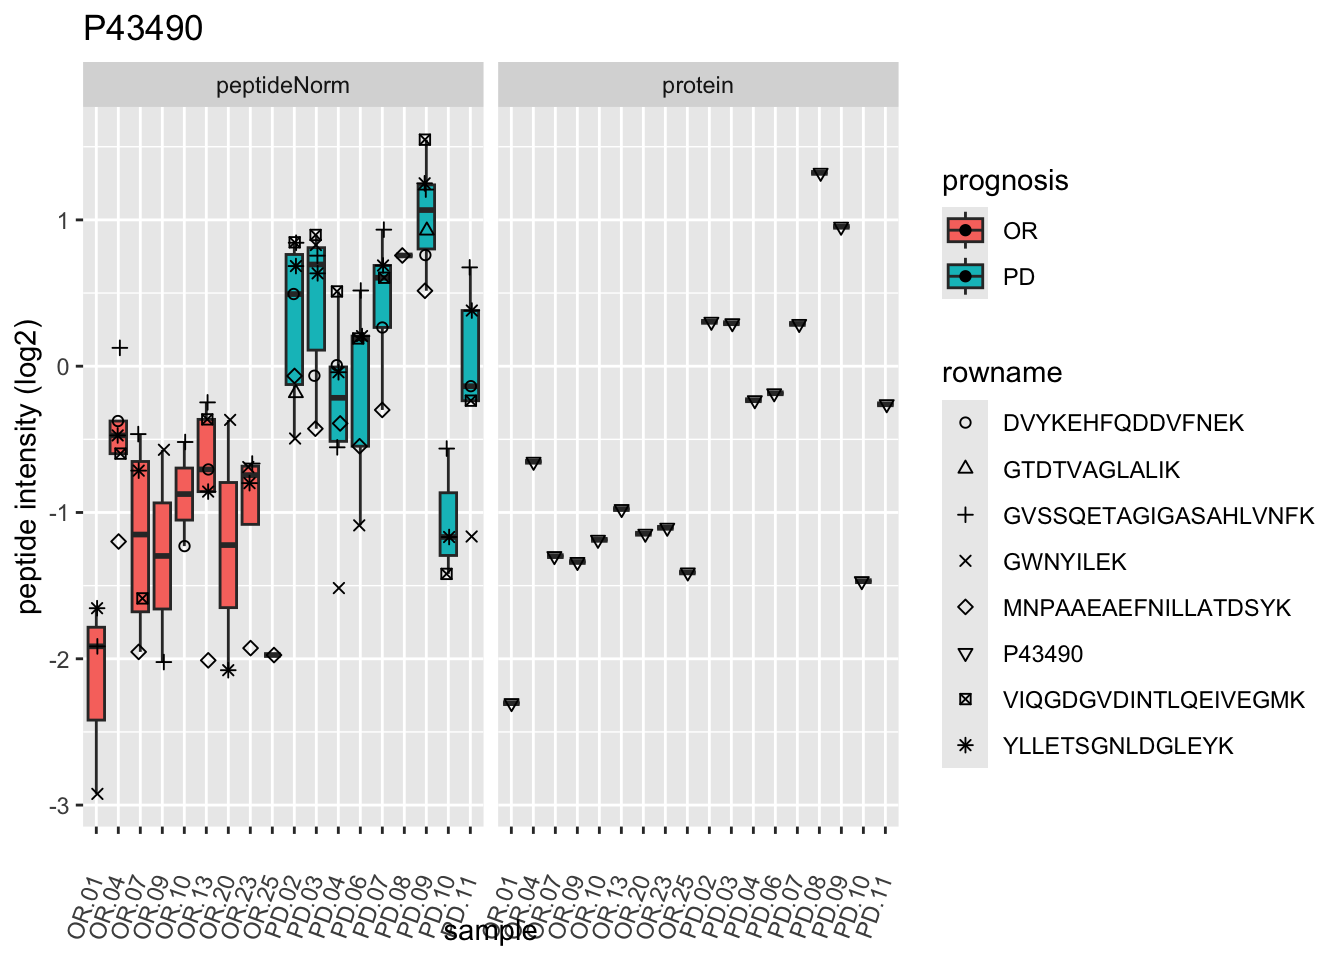 P43490
peptideNorm
protein
1
0
-1
-2
-3
peptide intensity (log2)
OR.01
OR.04
OR.07
OR.09
OR.10
OR.13
OR.20
OR.23
OR.25
PD.02
PD.03
PD.04
PD.06
PD.07
PD.08
PD.09
PD.10
PD.11
OR.01
OR.04
OR.07
OR.09
OR.10
OR.13
OR.20
OR.23
OR.25
PD.02
PD.03
PD.04
PD.06
PD.07
PD.08
PD.09
PD.10
PD.11
sample
prognosis
OR
PD
rowname
DVYKEHFQDDVFNEK
GTDTVAGLALIK
GVSSQETAGIGASAHLVNFK
GWNYILEK
MNPAAEAEFNILLATDSYK
P43490
VIQGDGVDINTLQEIVEGMK
YLLETSGNLDGLEYK